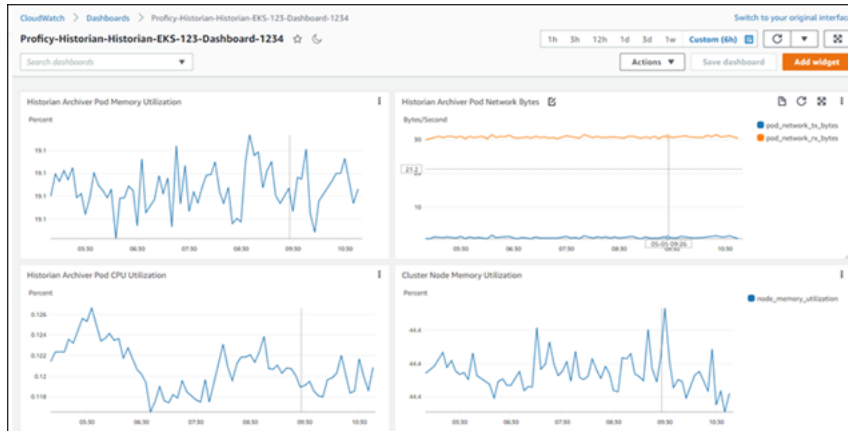 CloudWatch > Dashboards > Proficy-Historian-Historian-EKS-123-Dashboard-1234
Switch to your original interface
Proficy-Historian-Historian-EKS-123-Dashboard-1234
1h 3h 12h 1d 3d 1w Custom (6h)
Search dashboards
Actions
Save dashboard
Add widget
Historian Archiver Pod Memory Utilization
Percent
19.1
19.1
19.1
05:30 06:30 07:30 08:30 09:30 10:30
Historian Archiver Pod Network Bytes
Bytes/Second
30
21.2
10
05-05 09:26
05:30 06:30 07:30 08:30 10:30
pod_network_tx_bytes
pod_network_rx_bytes
Historian Archiver Pod CPU Utilization
Percent
0.126
0.124
0.122
0.12
0.118
05:30 06:30 07:30 08:30 09:30 10:30
Cluster Node Memory Utilization
Percent
44.4
44.4
44.4
05:30 06:30 07:30 08:30 09:30 10:30
node_memory_utilization